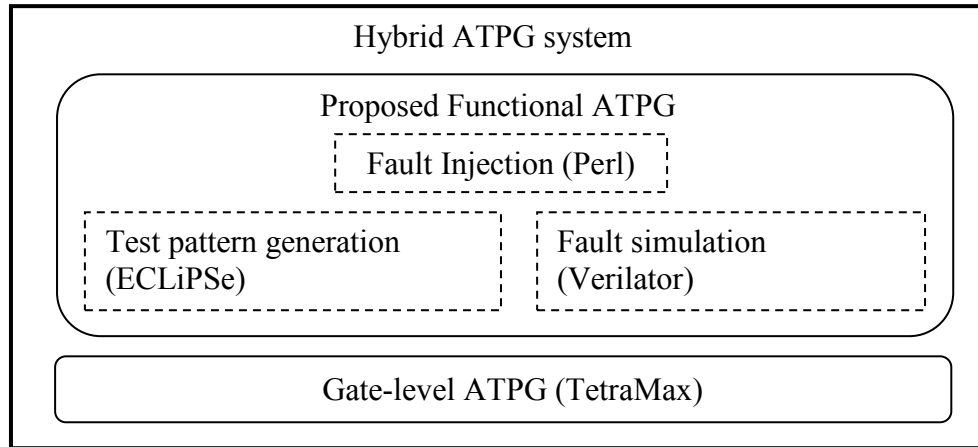 Hybrid ATPG system
Proposed Functional ATPG
Fault Injection (Perl)
Test pattern generation
(ECLiPSe)
Fault simulation
(Verilator)
Gate-level ATPG (TetraMax)